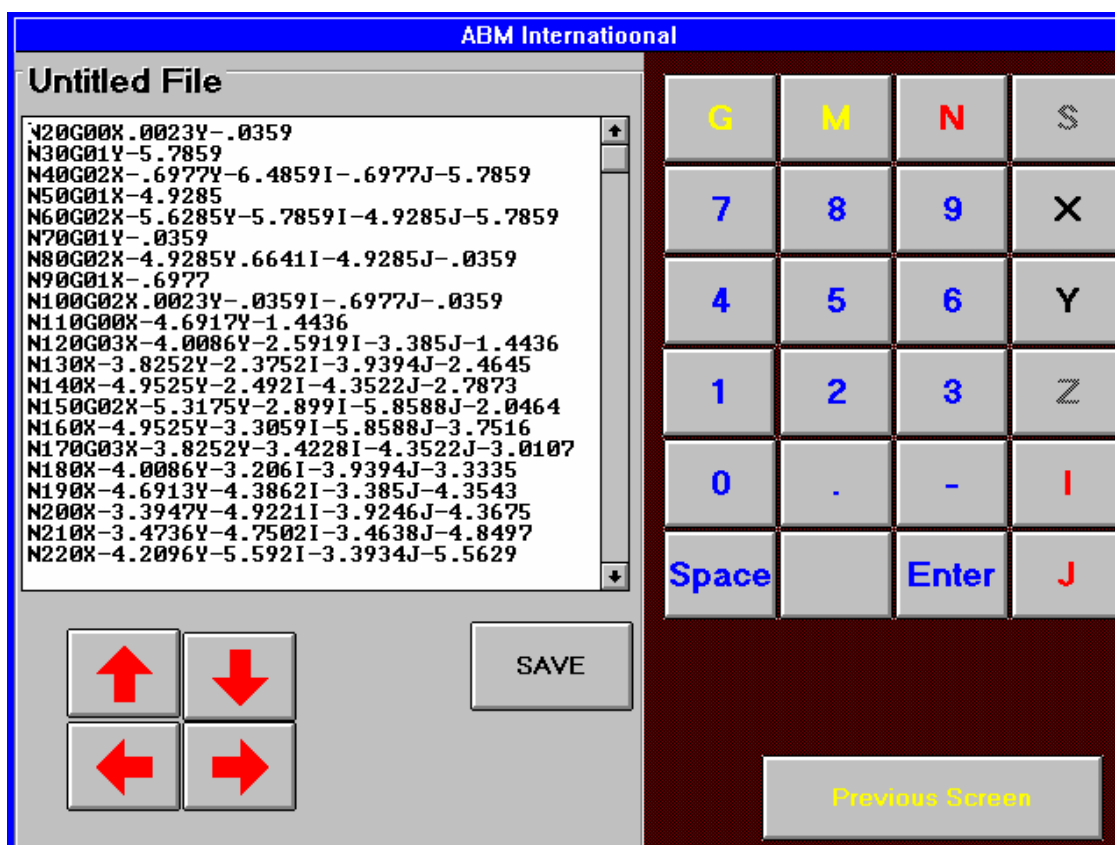 ABM Internatioonal
Untitled File
N20G00X.0023Y-.0359
N30G01Y-5.7859
N40G02X-.6977Y-6.4859I-.6977J-5.7859
N50G01X-4.9285
N60G02X-5.6285Y-5.7859I-4.9285J-5.7859
N70G01Y-.0359
N80G02X-4.9285Y.6641I-4.9285J-.0359
N90G01X-.6977
N100G02X.0023Y-.0359I-.6977J-.0359
N110G00X-4.6917Y-1.4436
N120G03X-4.0086Y-2.5919I-3.385J-1.4436
N130X-3.8252Y-2.3752I-3.9394J-2.4645
N140X-4.9525Y-2.492I-4.3522J-2.7873
N150G02X-5.3175Y-2.899I-5.8588J-2.0464
N160X-4.9525Y-3.3059I-5.8588J-3.7516
N170G03X-3.8252Y-3.4228I-4.3522J-3.0107
N180X-4.0086Y-3.206I-3.9394J-3.3335
N190X-4.6913Y-4.3862I-3.385J-4.3543
N200X-3.3947Y-4.9221I-3.9246J-4.3675
N210X-3.4736Y-4.7502I-3.4638J-4.8497
N220X-4.2096Y-5.592I-3.3934J-5.5629
SAVE
G M N S
7 8 9 X
4 5 6 Y
1 2 3 Z
0 . - I
Space Enter J
Previous Screen